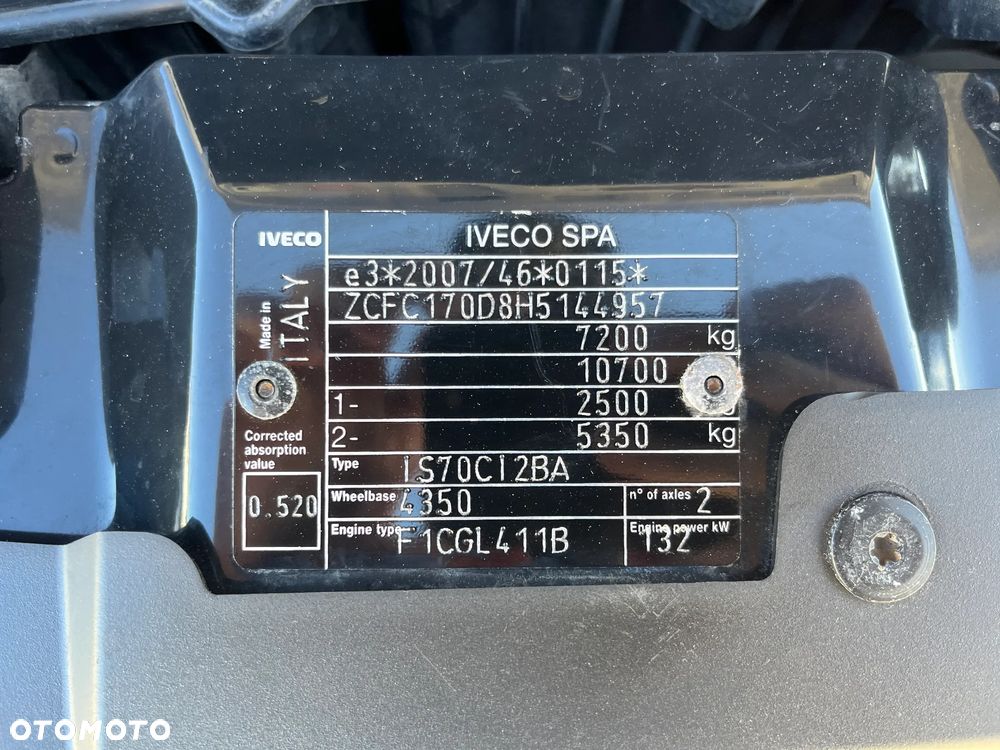 IVECO
IVECO SPA
e3*2007/46*0115*
ZCFC170D8H5144957
7200 kg
10700
1- 2500
2- 5350 kg
Made in
ITALY
Corrected
absorption
value
0.520
Type IS70CI2BA
Wheelbase 4350 n° of axles 2
Engine type F1CGL411B Engine power kW 132
OTOMOTO